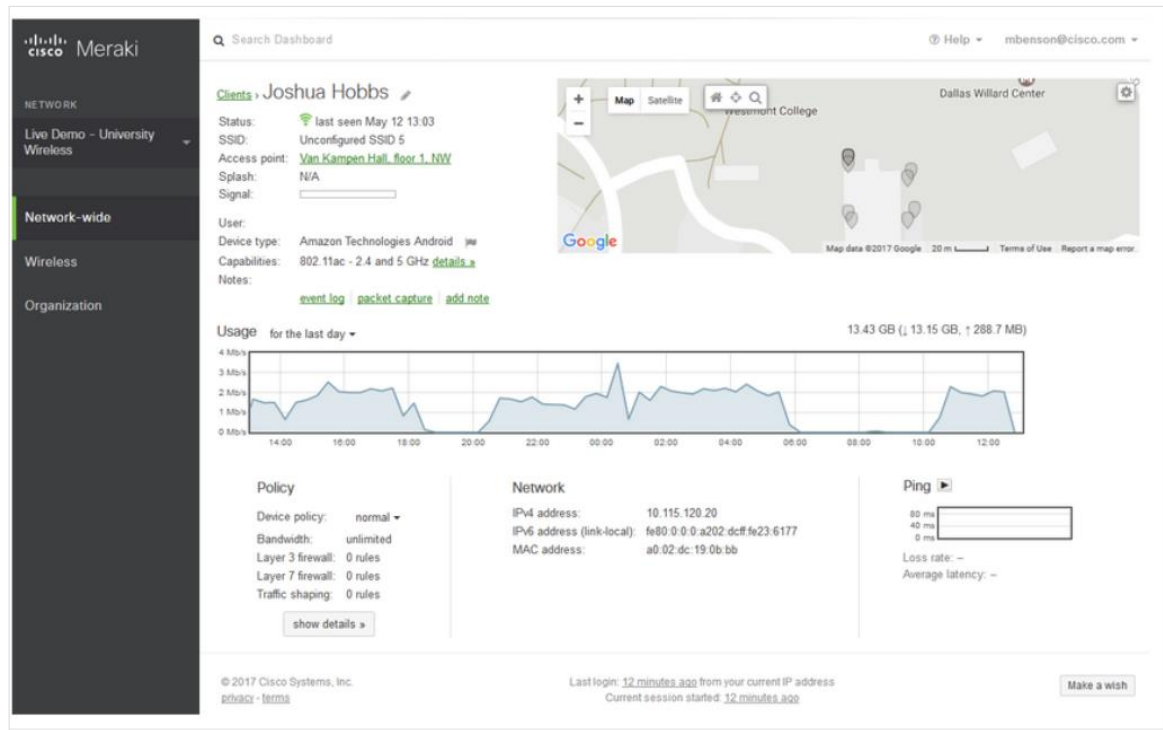 cisco Meraki
Search Dashboard
Help
mbenson@cisco.com
NETWORK
Live Demo - University
Wireless
Network-wide
Wireless
Organization
Clients › Joshua Hobbs
Status: last seen May 12 13:03
SSID: Unconfigured SSID 5
Access point: Van Kampen Hall, floor 1, NW
Splash: N/A
Signal:
User:
Device type: Amazon Technologies Android
Capabilities: 802.11ac - 2.4 and 5 GHz details »
Notes:
event log packet capture add note
+ Map Satellite
−
Westmont College
Dallas Willard Center
Google
Map data ©2017 Google 20 m Terms of Use Report a map error
Usage for the last day
13.43 GB (↓ 13.15 GB, ↑ 288.7 MB)
4 Mb/s
3 Mb/s
2 Mb/s
1 Mb/s
0 Mb/s
14:00 16:00 18:00 20:00 22:00 00:00 02:00 04:00 06:00 08:00 10:00 12:00
Policy
Device policy: normal
Bandwidth: unlimited
Layer 3 firewall: 0 rules
Layer 7 firewall: 0 rules
Traffic shaping: 0 rules
show details »
Network
IPv4 address: 10.115.120.20
IPv6 address (link-local): fe80:0:0:0:a202:dcff:fe23:6177
MAC address: a0:02:dc:19:0b:bb
Ping
80 ms
40 ms
0 ms
Loss rate: –
Average latency: –
© 2017 Cisco Systems, Inc.
privacy - terms
Last login: 12 minutes ago from your current IP address
Current session started: 12 minutes ago
Make a wish